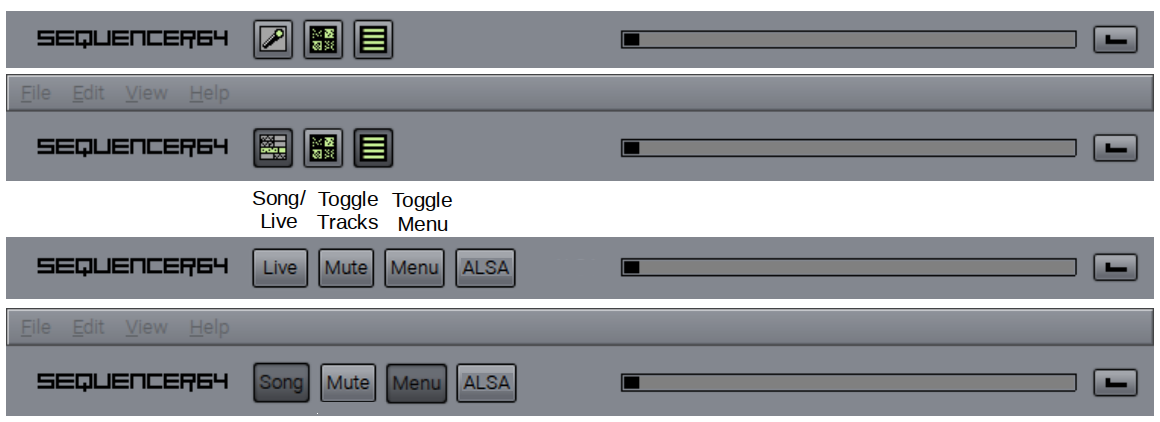 SEQUENCER64
File Edit View Help
SEQUENCER64
Song/ Toggle Toggle
Live Tracks Menu
SEQUENCER64 Live Mute Menu ALSA
File Edit View Help
SEQUENCER64 Song Mute Menu ALSA